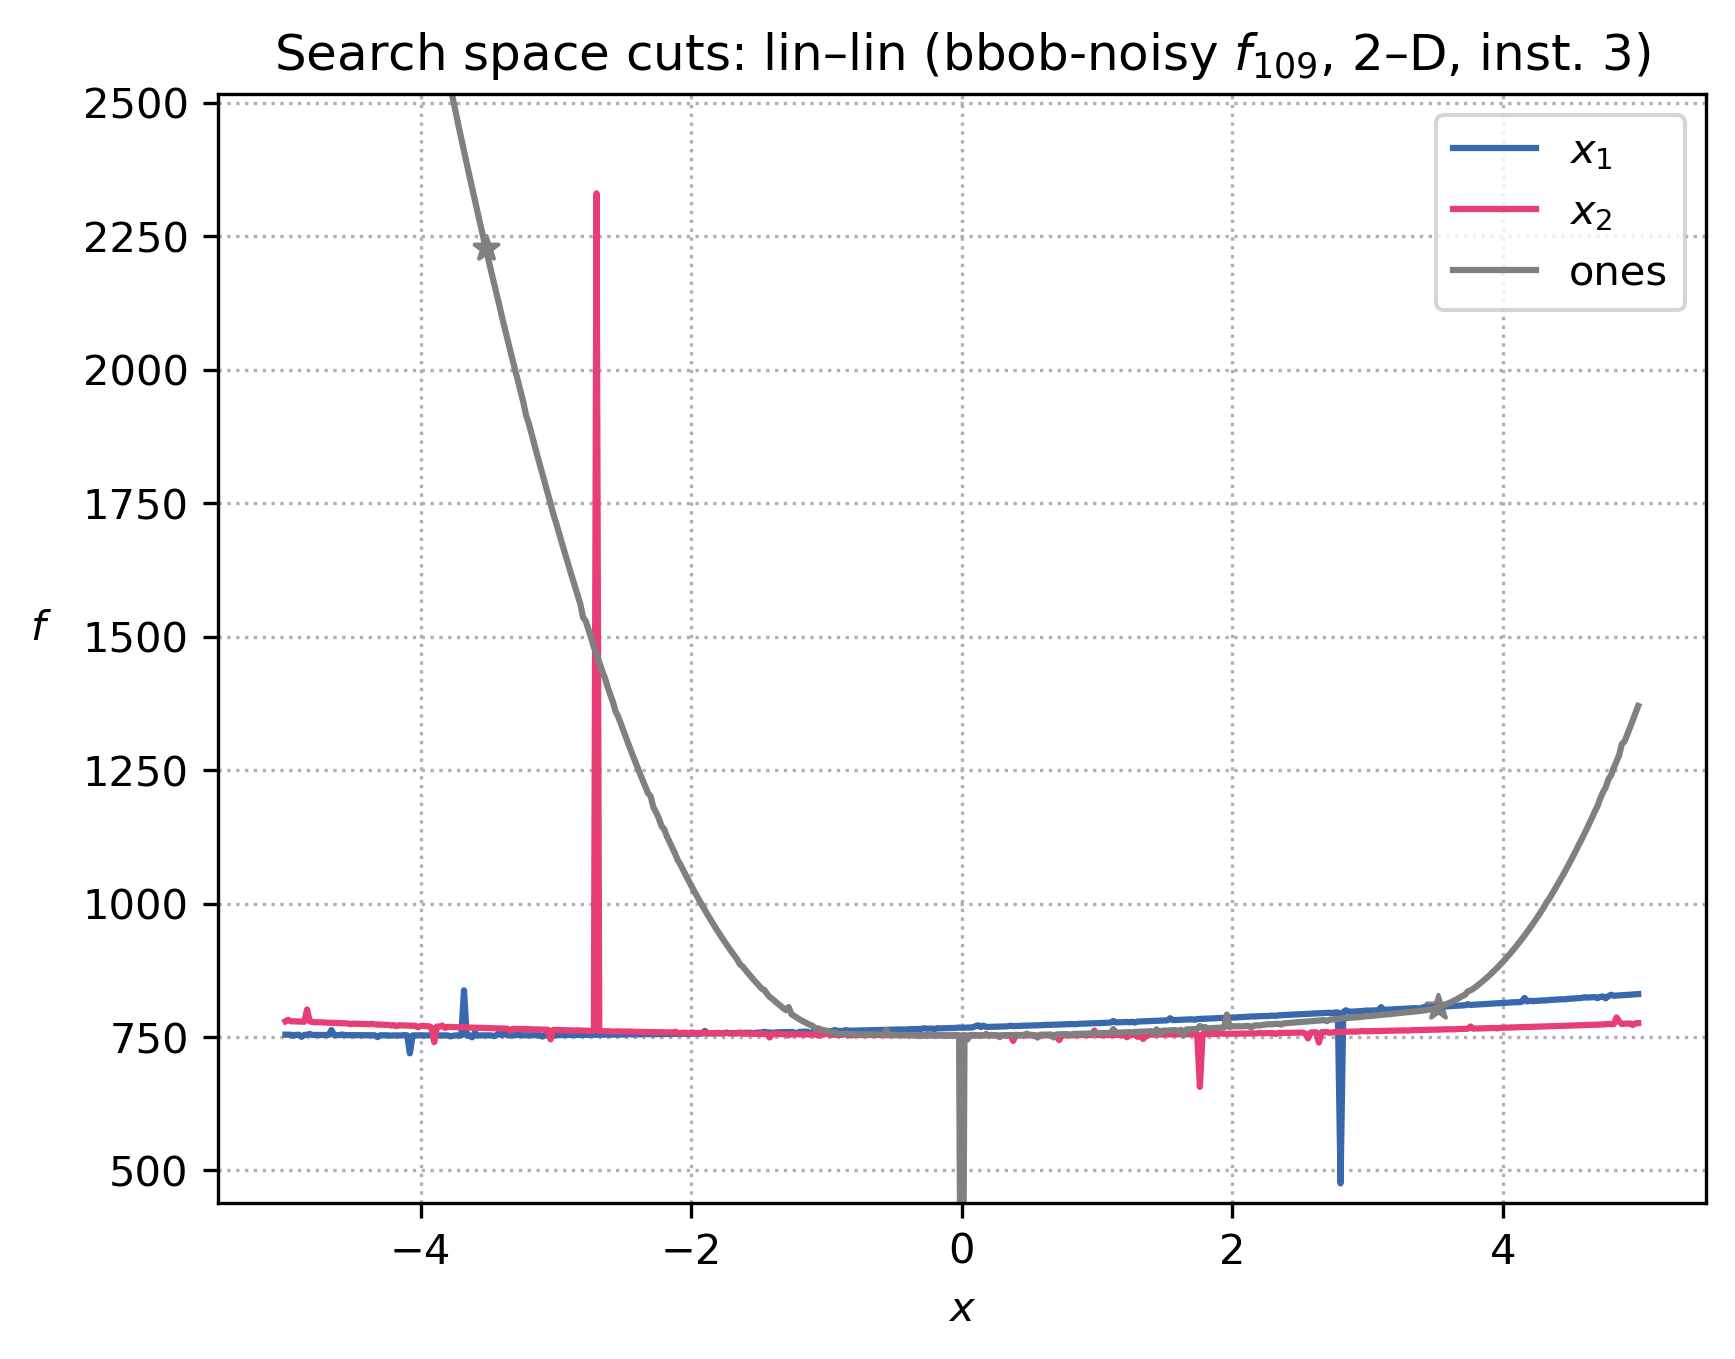 Search space cuts: lin–lin (bbob-noisy f109, 2–D, inst. 3)
2500
2250
2000
1750
1500
1250
1000
750
500
f
−4
−2
0
2
4
x
x1
x2
ones